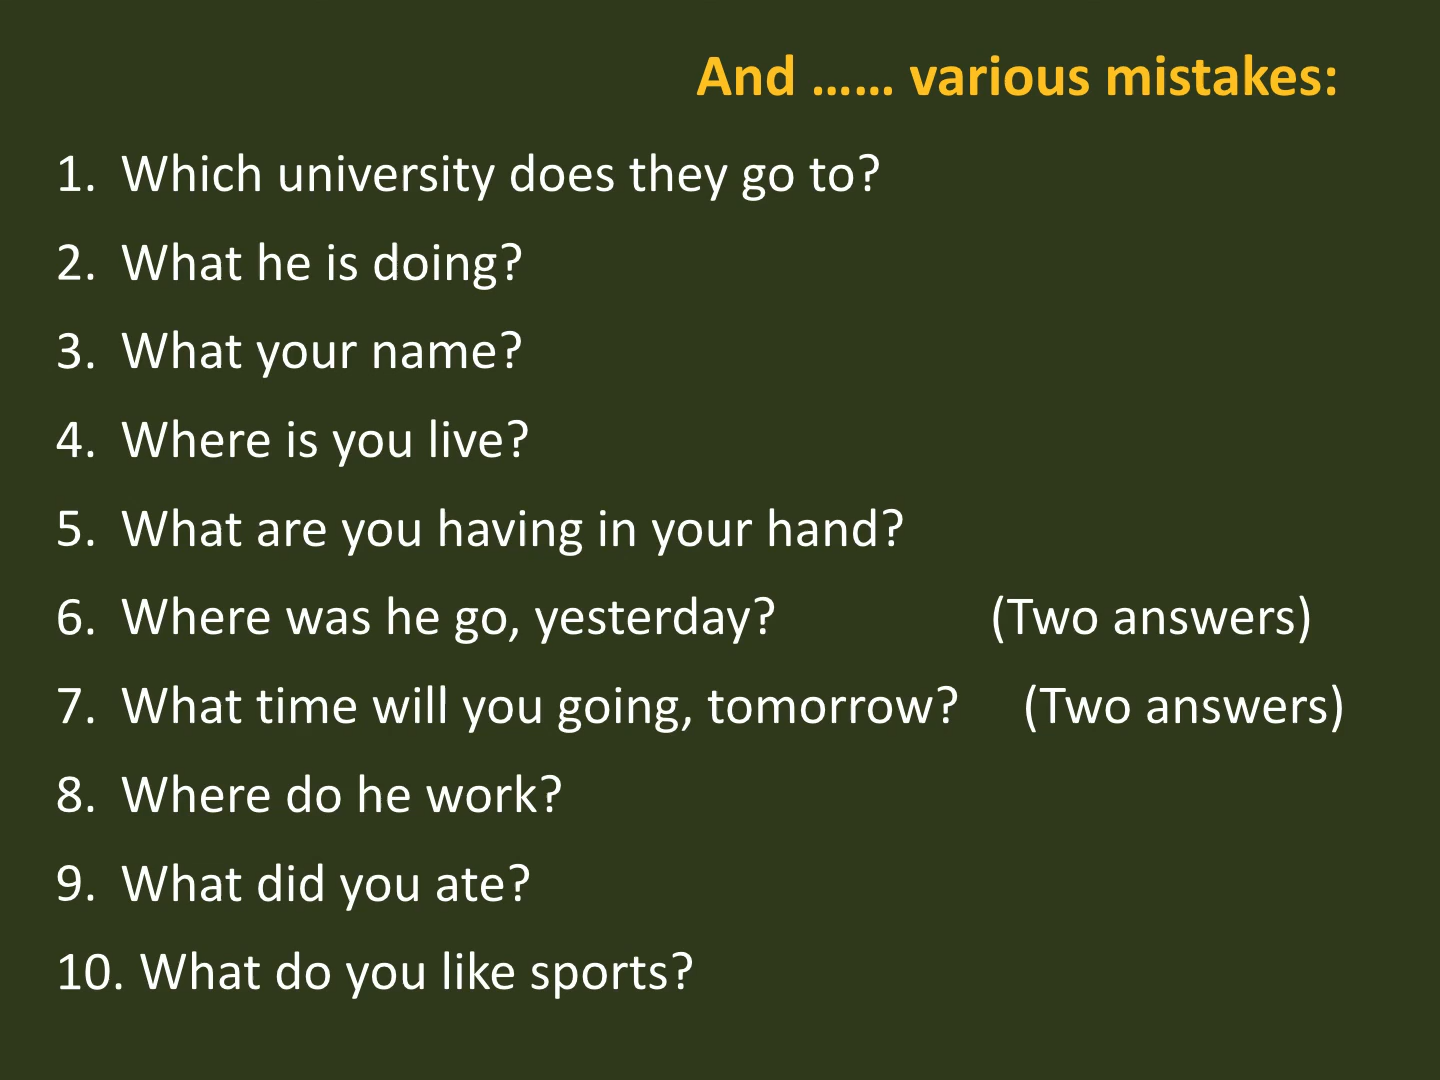 And …… various mistakes:
1. Which university does they go to?
2. What he is doing?
3. What your name?
4. Where is you live?
5. What are you having in your hand?
6. Where was he go, yesterday? (Two answers)
7. What time will you going, tomorrow? (Two answers)
8. Where do he work?
9. What did you ate?
10. What do you like sports?